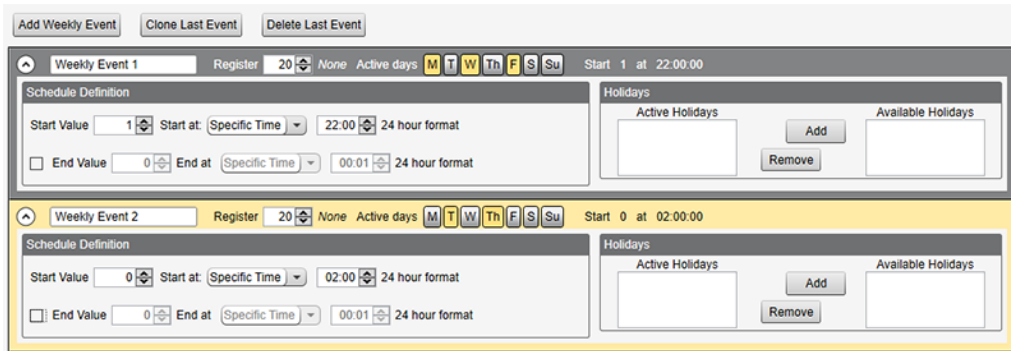 Add Weekly Event Clone Last Event Delete Last Event
Weekly Event 1 Register 20 None Active days M T W Th F S Su Start 1 at 22:00:00
Schedule Definition Holidays
Active Holidays Available Holidays
Start Value 1 Start at: Specific Time 22:00 24 hour format Add
End Value 0 End at Specific Time 00:01 24 hour format Remove
Weekly Event 2 Register 20 None Active days M T W Th F S Su Start 0 at 02:00:00
Schedule Definition Holidays
Active Holidays Available Holidays
Start Value 0 Start at: Specific Time 02:00 24 hour format Add
End Value 0 End at Specific Time 00:01 24 hour format Remove